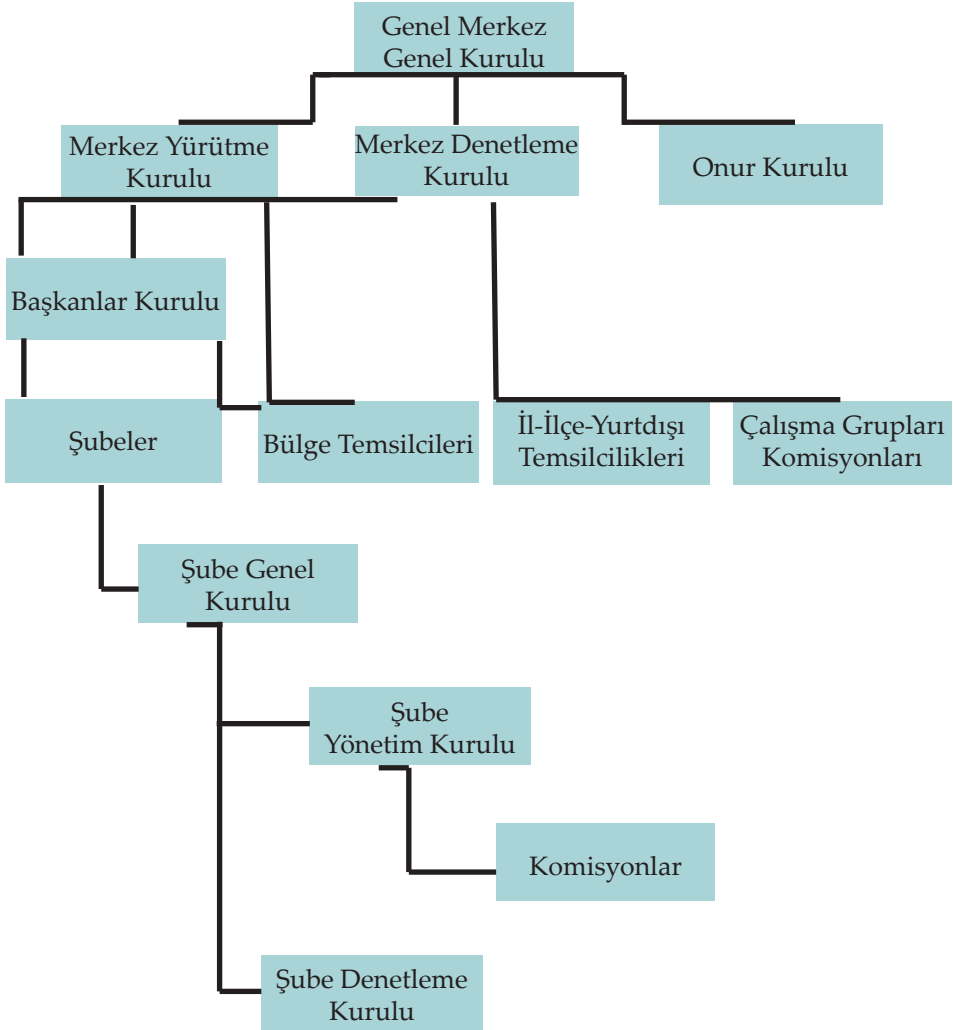 Genel Merkez
Genel Kurulu
Merkez Yürütme
Kurulu
Merkez Denetleme
Kurulu
Onur Kurulu
Başkanlar Kurulu
Şubeler
Bülge Temsilcileri
İl-İlçe-Yurtdışı
Temsilcilikleri
Çalışma Grupları
Komisyonları
Şube Genel
Kurulu
Şube
Yönetim Kurulu
Komisyonlar
Şube Denetleme
Kurulu